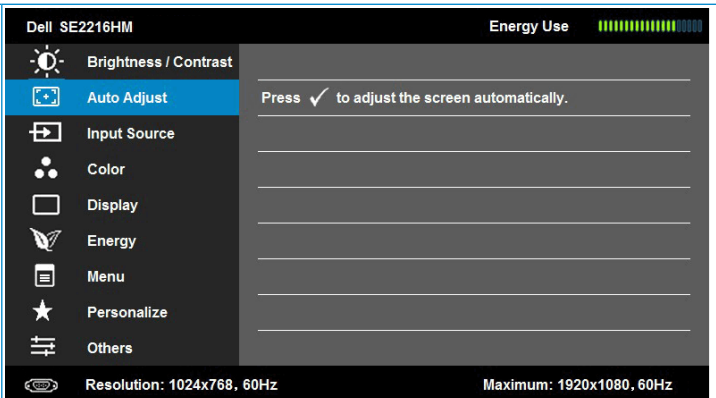 Dell SE2216HM Energy Use
Brightness / Contrast
Auto Adjust Press ✓ to adjust the screen automatically.
Input Source
Color
Display
Energy
Menu
Personalize
Others
Resolution: 1024x768, 60Hz Maximum: 1920x1080, 60Hz